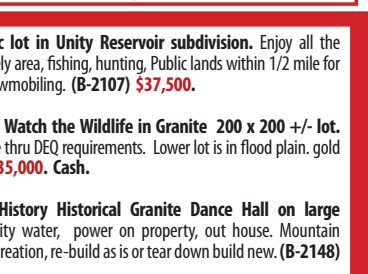 c lot in Unity Reservoir subdivision. Enjoy all the
ly area, fishing, hunting, Public lands within 1/2 mile for
wmobiling. (B-2107) $37,500.
Watch the Wildlife in Granite 200 x 200 +/- lot.
thru DEQ requirements. Lower lot is in flood plain. gold
35,000. Cash.
History Historical Granite Dance Hall on large
ity water, power on property, out house. Mountain
reation, re-build as is or tear down build new. (B-2148)